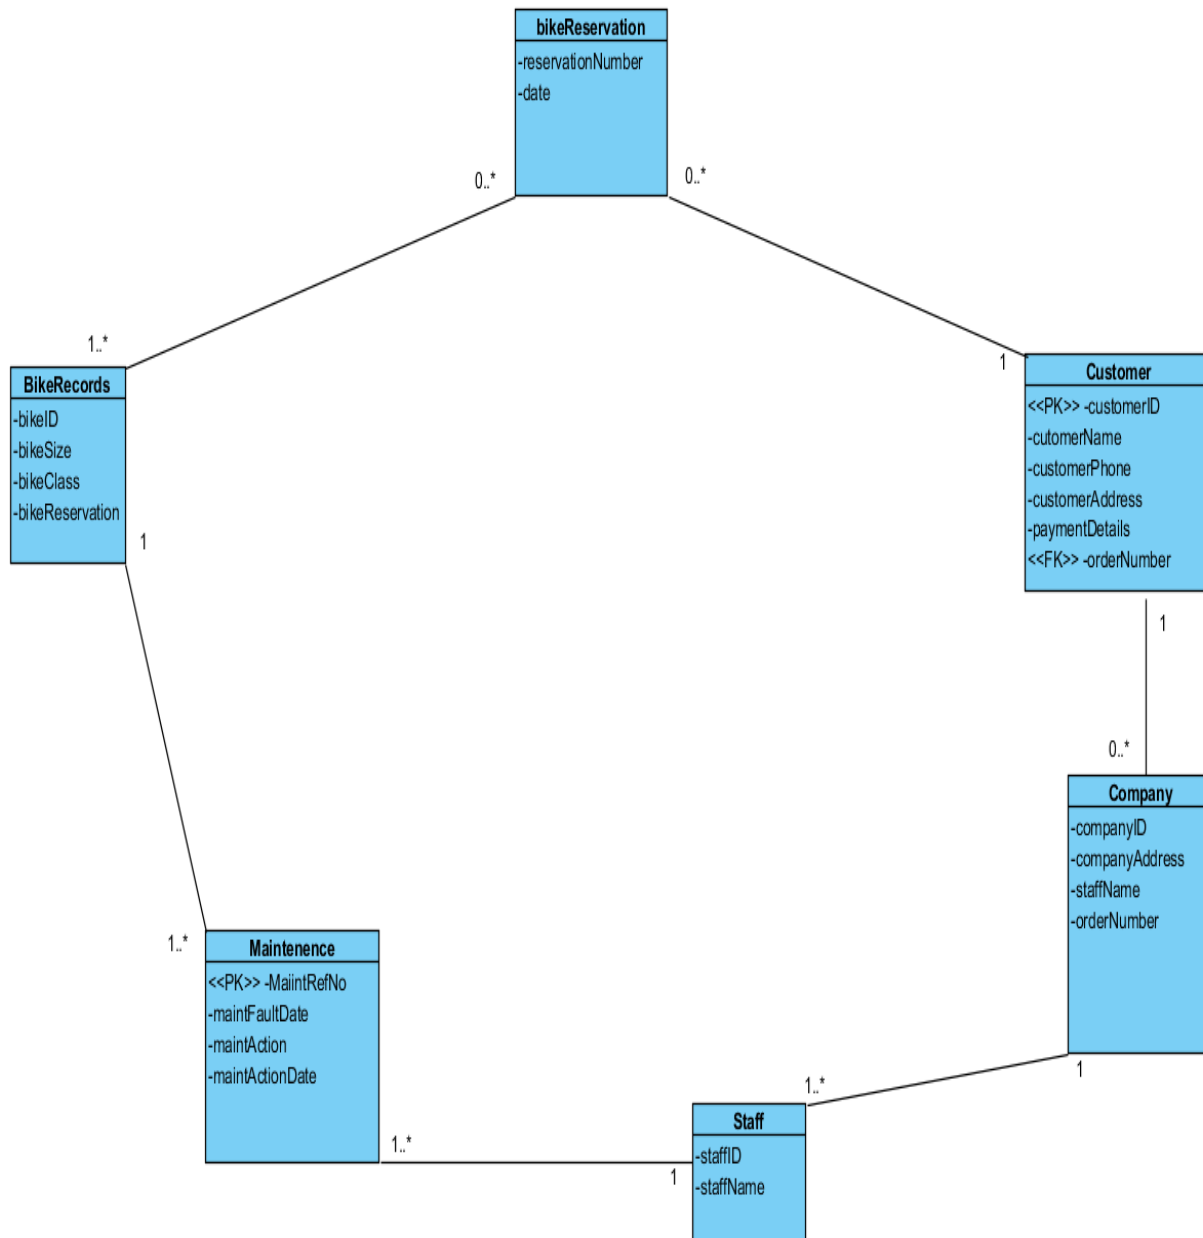 bikeReservation
-reservationNumber
-date
0..*
0..*
1..*
1
BikeRecords
-bikeID
-bikeSize
-bikeClass
-bikeReservation
1
Customer
<<PK>> -customerID
-cutomerName
-customerPhone
-customerAddress
-paymentDetails
<<FK>> -orderNumber
1
0..*
Company
-companyID
-companyAddress
-staffName
-orderNumber
1
1..*
Maintenence
<<PK>> -MaiintRefNo
-maintFaultDate
-maintAction
-maintActionDate
1..*
1
1..*
Staff
-staffID
-staffName